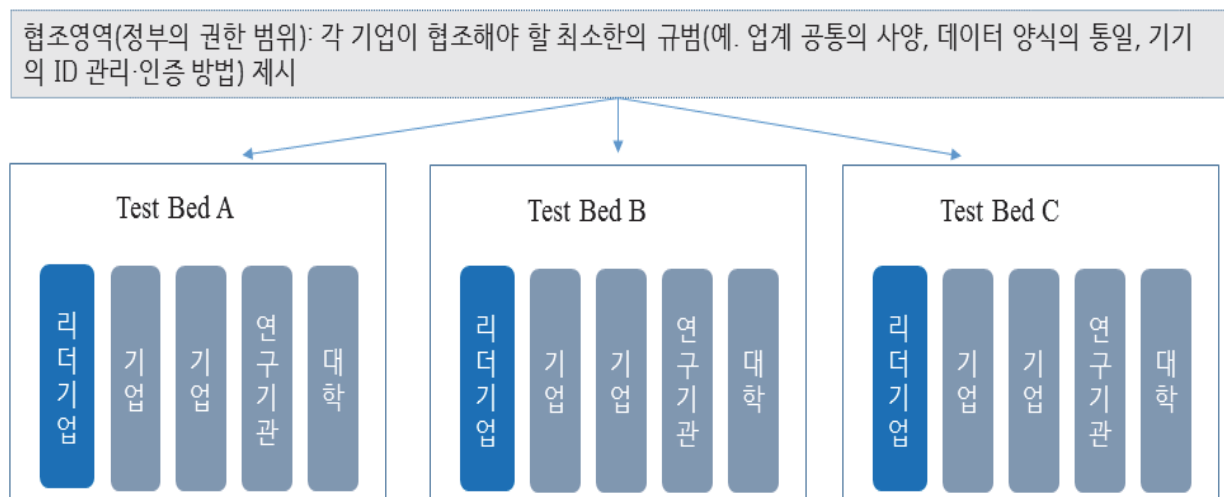 협조영역(정부의 권한 범위): 각 기업이 협조해야 할 최소한의 규범(예. 업계 공통의 사양, 데이터 양식의 통일, 기기
의 ID 관리·인증 방법) 제시
Test Bed A
리더기업
기업
기업
연구기관
대학
Test Bed B
리더기업
기업
기업
연구기관
대학
Test Bed C
리더기업
기업
기업
연구기관
대학